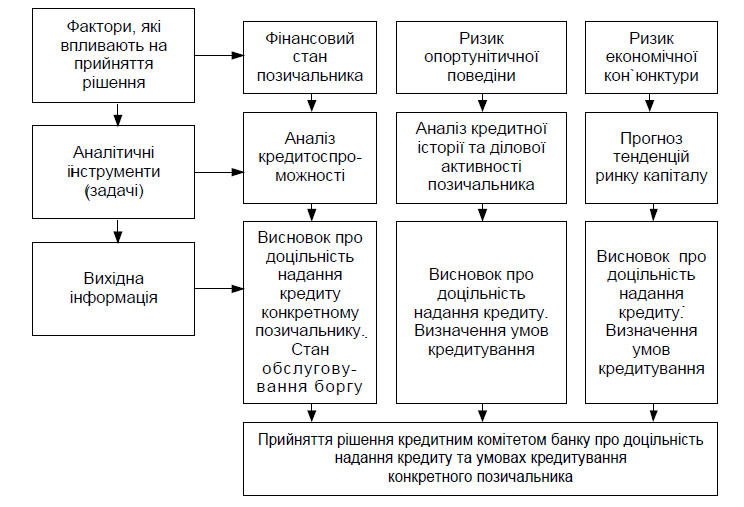 Фактори, які
впливають на
прийняття
рішення
Фінансовий
стан
позичальника
Ризик
опортунітичної
поведіни
Ризик
економічної
кон`юнктури
Аналітичні
інструменти
(задачі)
Аналіз
кредитоспро-
можності
Аналіз кредитної
історії та ділової
активності
позичальника
Прогноз
тенденцій
ринку капіталу
Вихідна
інформація
Висновок про
доцільність
надання
кредиту
конкретному
позичальнику.
Стан
обслугову-
вання боргу
Висновок про
доцільність
надання кредиту.
Визначення умов
кредитування
Висновок про
доцільність
надання
кредиту.
Визначення
умов
кредитування
Прийняття рішення кредитним комітетом банку про доцільність
надання кредиту та умовах кредитування
конкретного позичальника